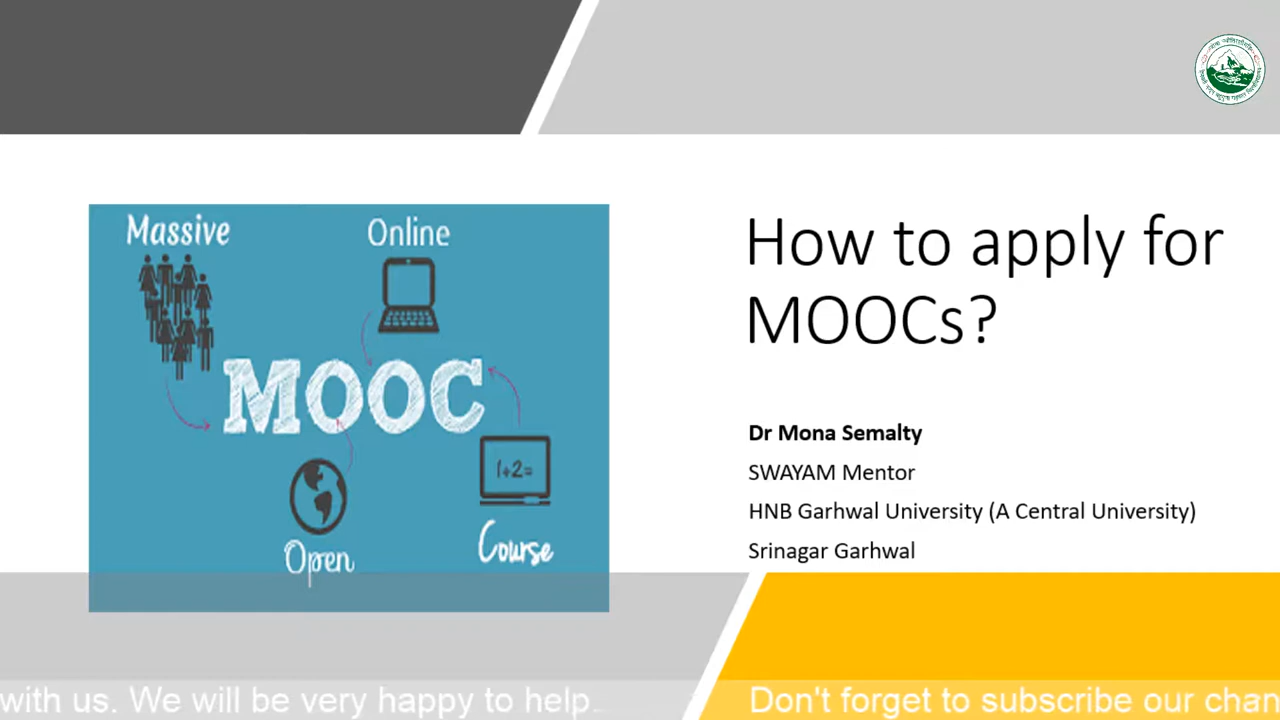 Massive
Online
MOOC
1+2=
Open
Course
How to apply for
MOOCs?
Dr Mona Semalty
SWAYAM Mentor
HNB Garhwal University (A Central University)
Srinagar Garhwal
with us. We will be very happy to help.. Don't forget to subscribe our chan